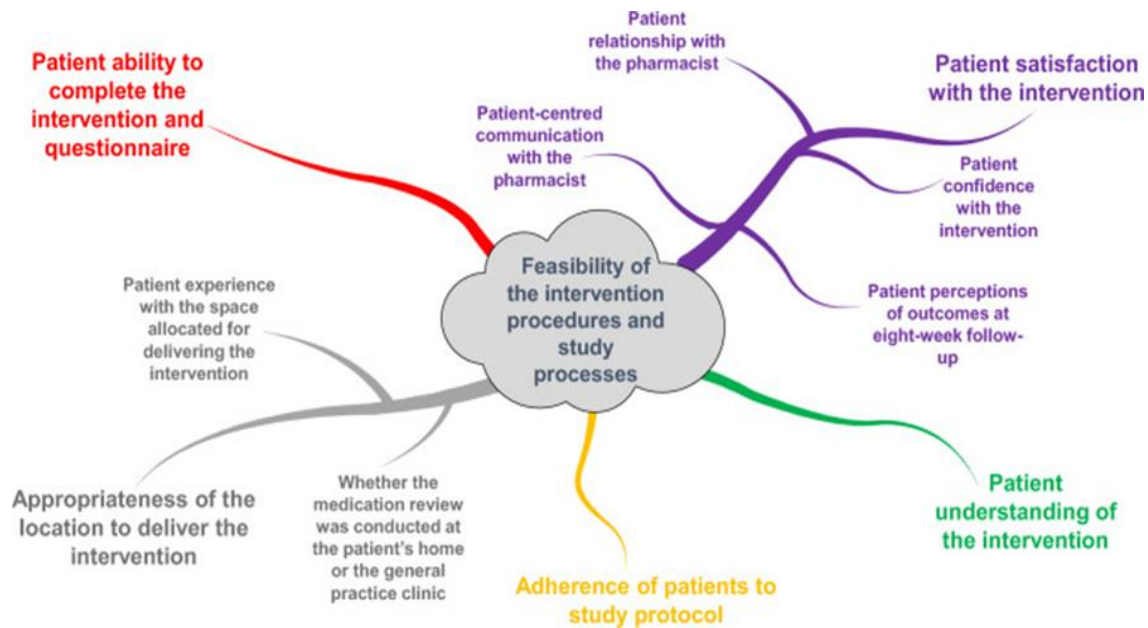 Patient ability to
complete the
intervention and
questionnaire
Patient
relationship with
the pharmacist
Patient satisfaction
with the intervention
Patient-centred
communication
with the
pharmacist
Patient
confidence
with the
intervention
Feasibility of
the intervention
procedures and
study
processes
Patient experience
with the space
allocated for
delivering the
intervention
Patient perceptions
of outcomes at
eight-week follow-
up
Appropriateness of the
location to deliver the
intervention
Whether the
medication review
was conducted at
the patient's home
or the general
practice clinic
Adherence of patients to
study protocol
Patient
understanding of
the intervention